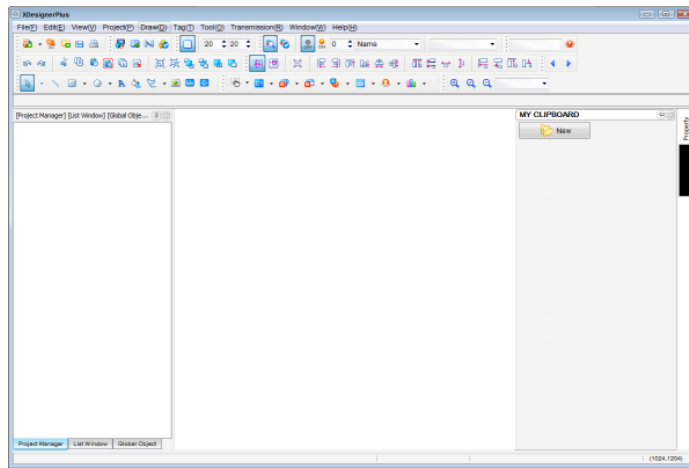 XDesignerPlus
File(F) Edit(E) View(V) Project(P) Draw(D) Tag(T) Tool(O) Transmission(R) Window(W) Help(H)
20 20 0 Name
[Project Manager] [List Window] [Global Obje...
MY CLIPBOARD
New
Property
Project Manager List Window Global Object
(1024,1204)